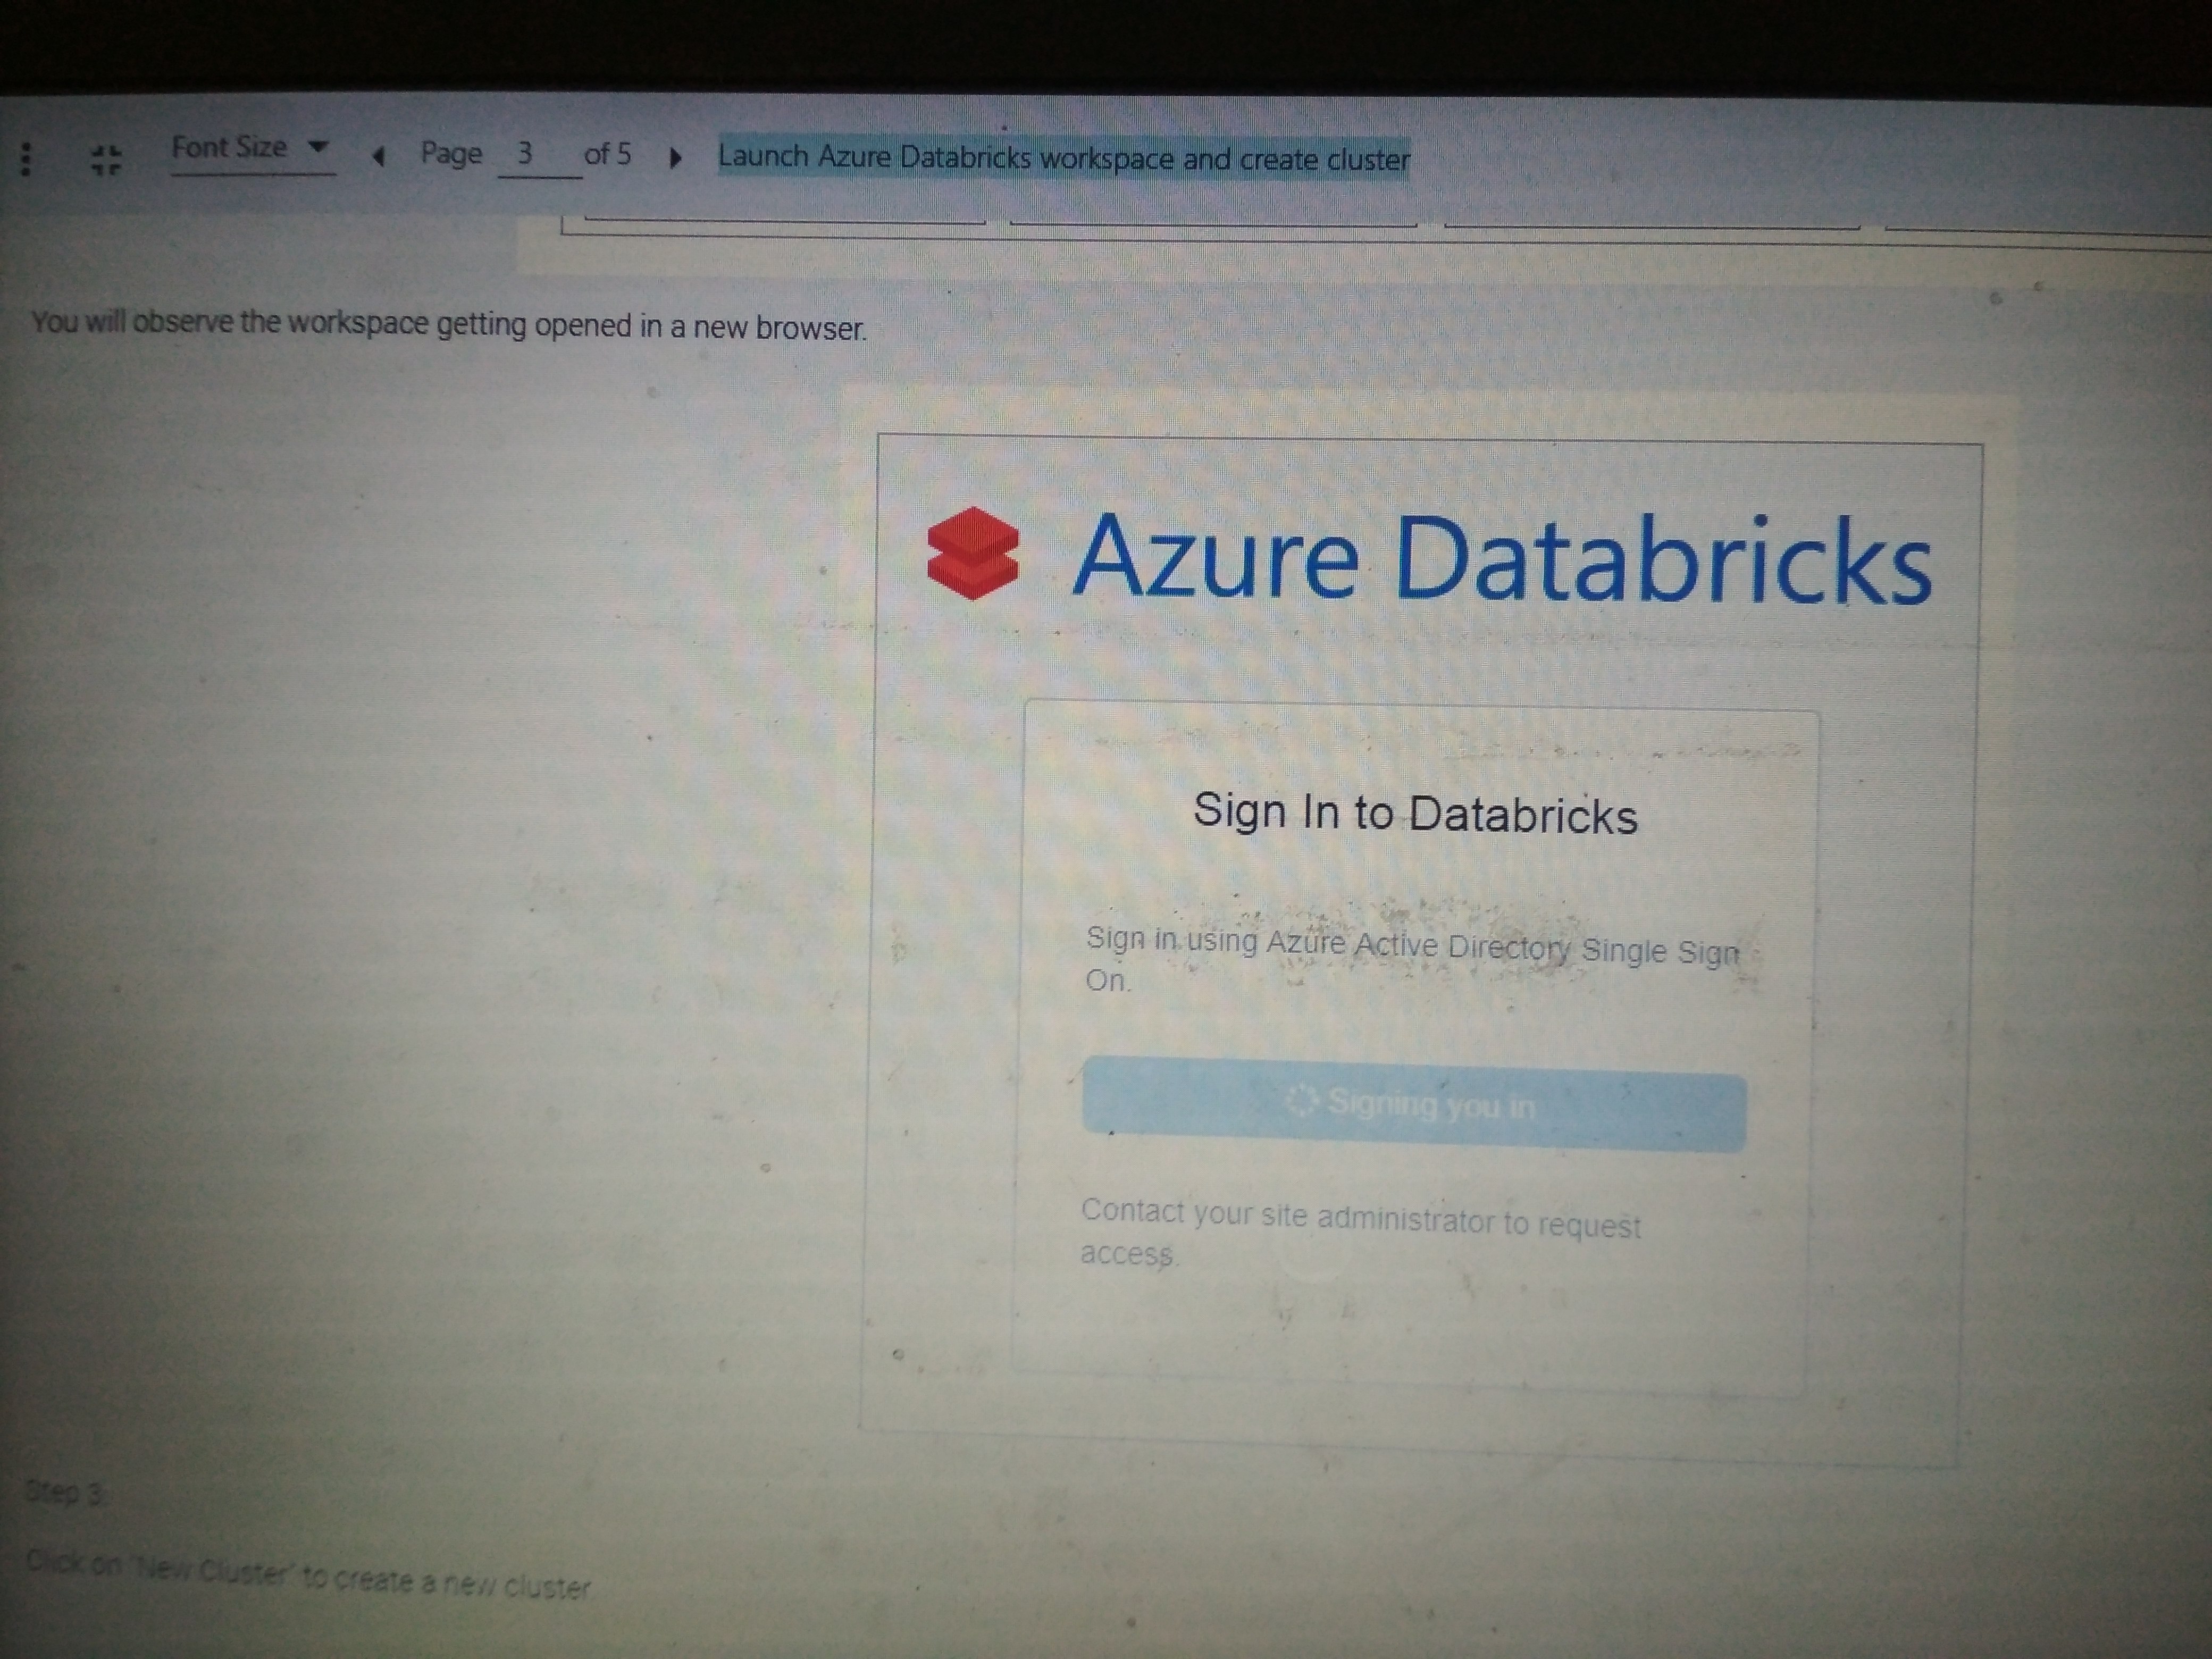 Font Size
Page 3 of 5
Launch Azure Databricks workspace and create cluster
You will observe the workspace getting opened in a new browser.
Azure Databricks
Sign In to Databricks
Sign in using Azure Active Directory Single Sign
On.
Signing you in
Contact your site administrator to request
access.
Step 3
Click on 'New Cluster' to create a new cluster